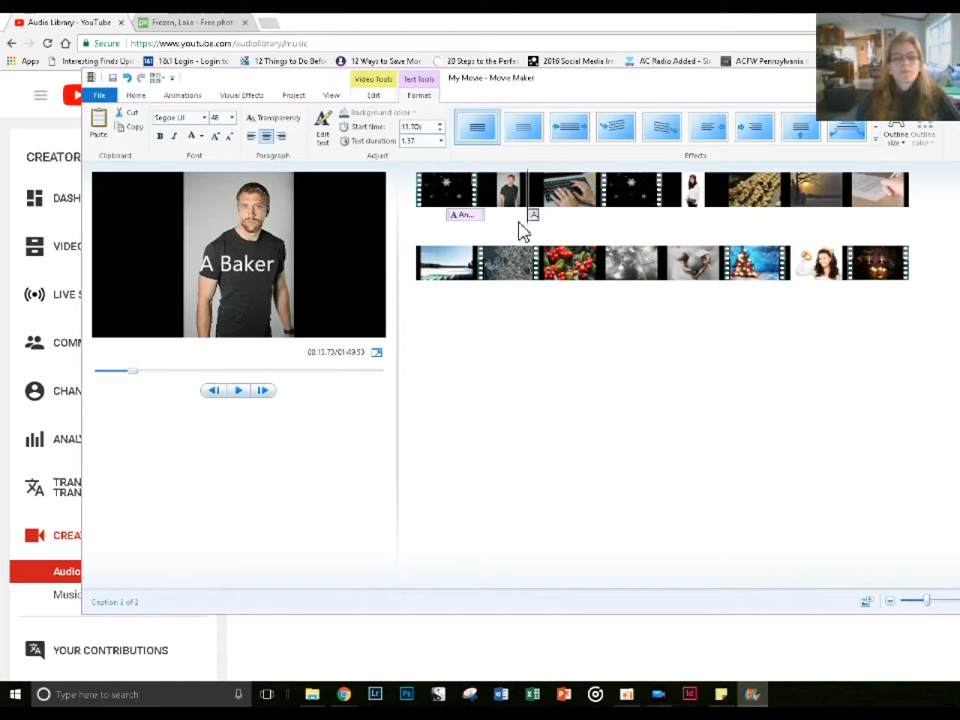 Audio Library - YouTube
Frozen, Lake - Free phot
Secure
https://www.youtube.com/audiolibrary/music
Apps
Interesting Finds Upd
1&1 Login - Login to
12 Things to Do Befo
12 Ways to Save Mor
20 Steps to the Perfec
2016 Social Media Im
AC Radio Added - Sir
ACFW Pennsylvania
Video Tools
Text Tools
My Movie - Movie Maker
File
Home
Animations
Visual Effects
Project
View
Edit
Format
Paste
Cut
Copy
Clipboard
Segoe UI
48
B
I
A
Font
Transparency
Paragraph
Edit
text
Background color
Start time:
13.70s
Text duration:
1.37
Adjust
Effects
Outline
size
Outline
color
CREATOR
DASH
VIDEO
LIVE S
COMM
CHAN
ANAL
TRAN
TRAN
CREA
Audio
Music
YOUR CONTRIBUTIONS
A Baker
00:13.73/01:49.53
A An...
A
Caption 2 of 2
Type here to search